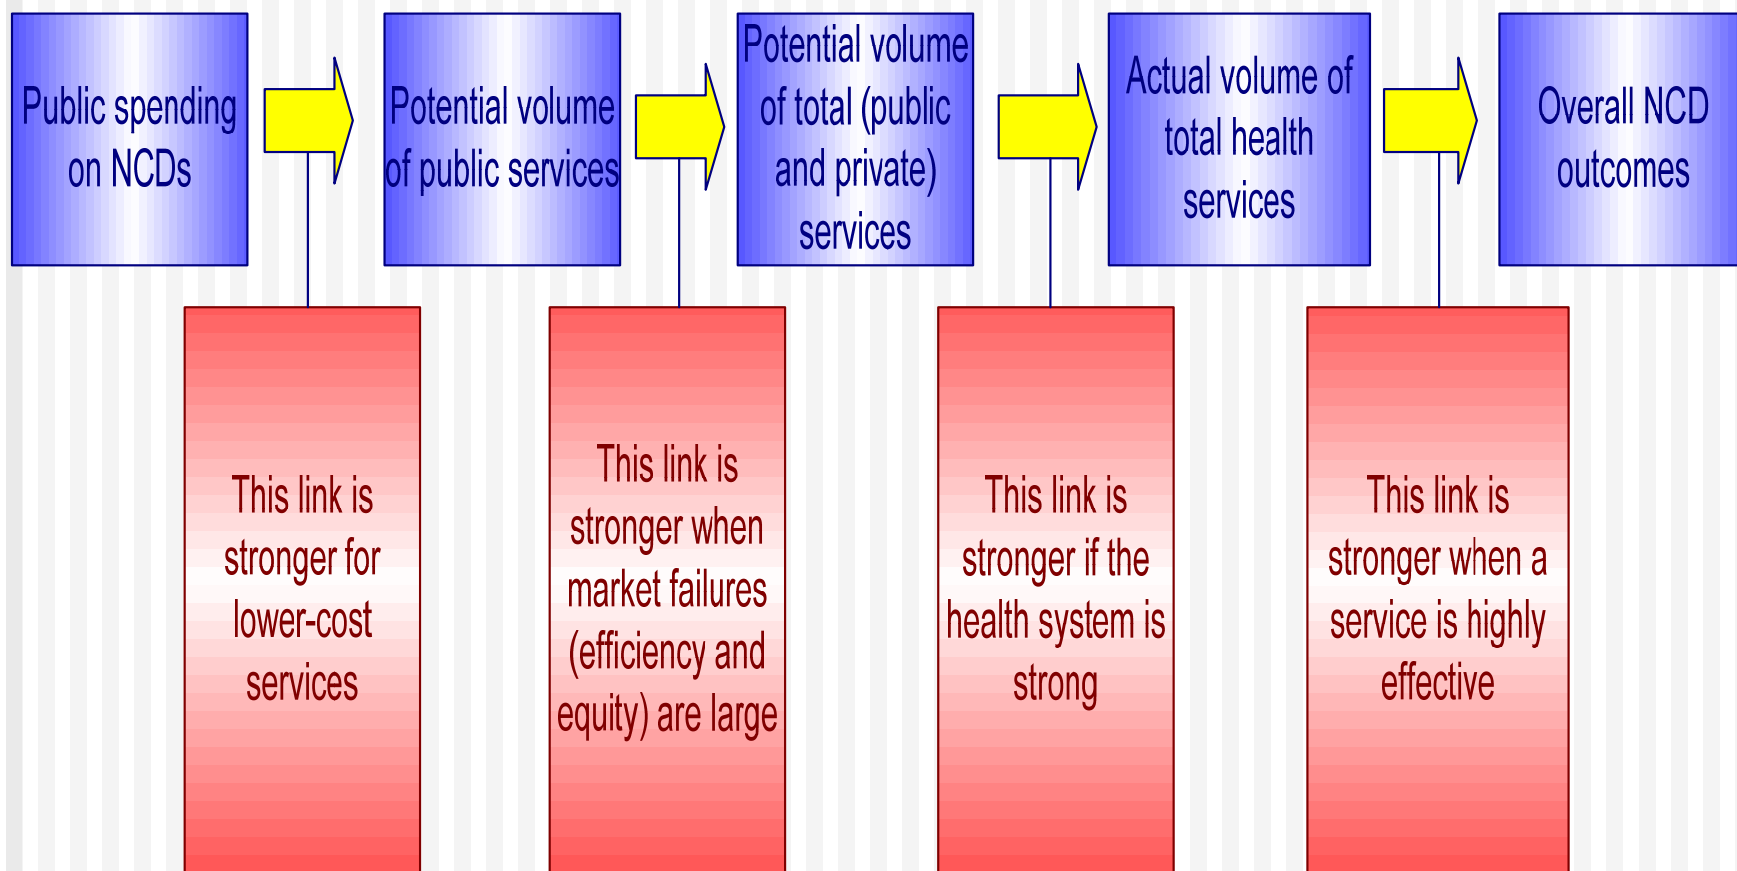 Public spending
on NCDs
Potential volume
of public services
Potential volume
of total (public
and private)
services
Actual volume of
total health
services
Overall NCD
outcomes
This link is
stronger for
lower-cost
services
This link is
stronger when
market failures
(efficiency and
equity) are large
This link is
stronger if the
health system is
strong
This link is
stronger when a
service is highly
effective